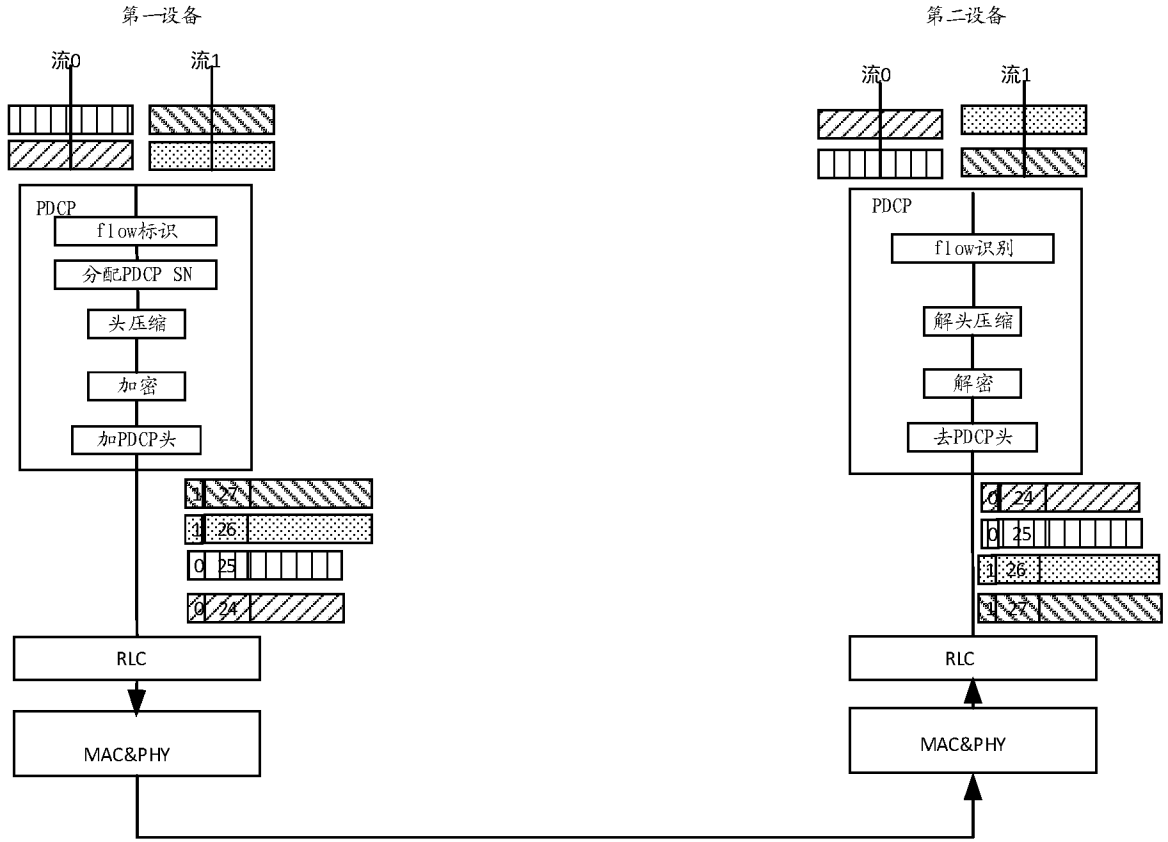 第一设备
流0 流1
PDCP
flow标识
分配PDCP SN
头压缩
加密
加PDCP头
1 27
1 26
0 25
0 24
RLC
MAC&PHY
第二设备
流0 流1
PDCP
flow识别
解头压缩
解密
去PDCP头
0 24
0 25
1 26
1 27
RLC
MAC&PHY